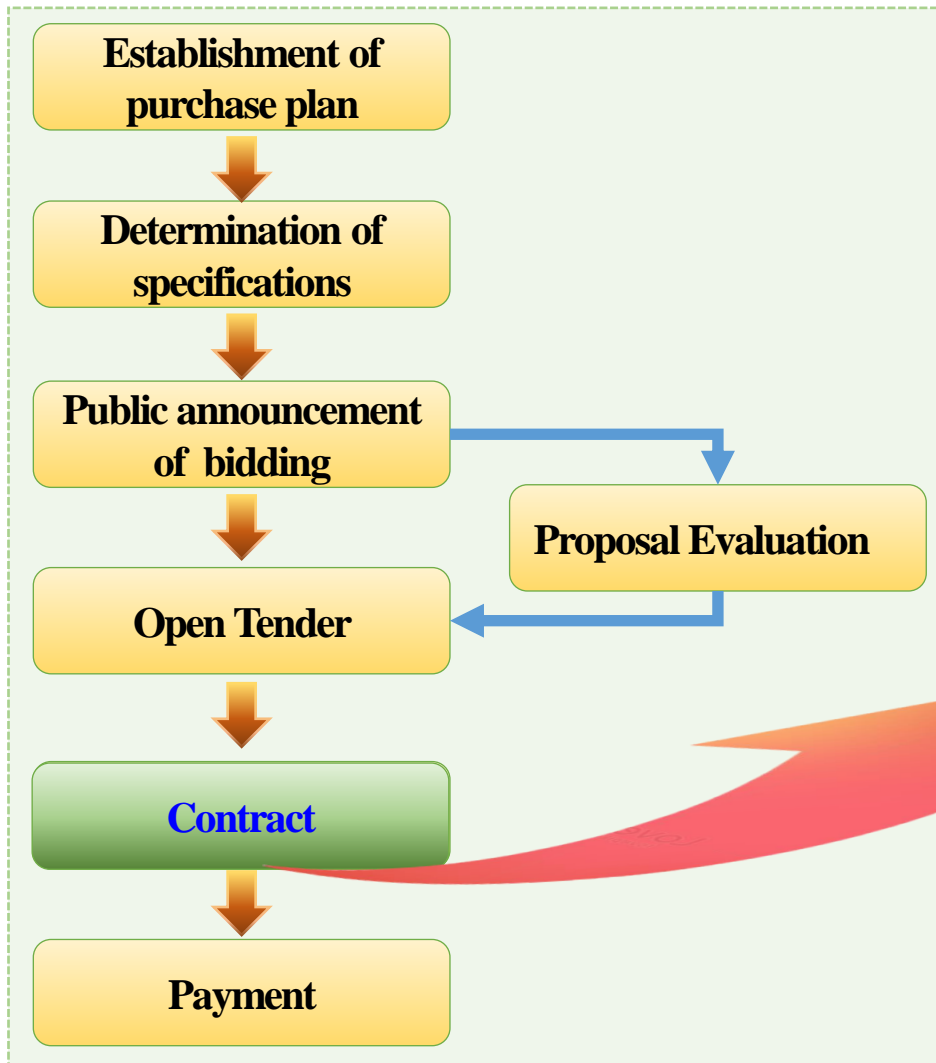 Establishment of
purchase plan
Determination of
specifications
Public announcement
of bidding
Proposal Evaluation
Open Tender
Contract
Payment